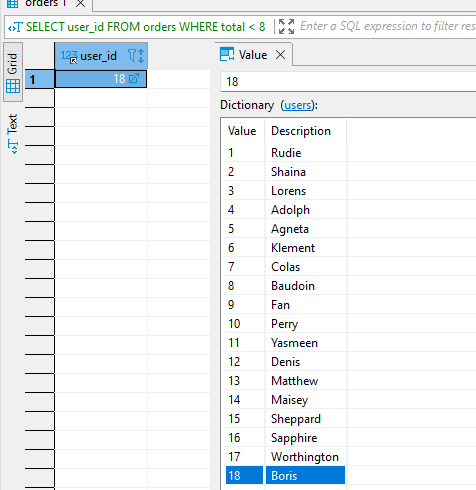 orders 1
SELECT user_id FROM orders WHERE total < 8
Enter a SQL expression to filter res
Grid
Text
123 user_id
1 18
Value
18
Dictionary (users):
Value Description
1 Rudie
2 Shaina
3 Lorens
4 Adolph
5 Agneta
6 Klement
7 Colas
8 Baudoin
9 Fan
10 Perry
11 Yasmeen
12 Denis
13 Matthew
14 Maisey
15 Sheppard
16 Sapphire
17 Worthington
18 Boris